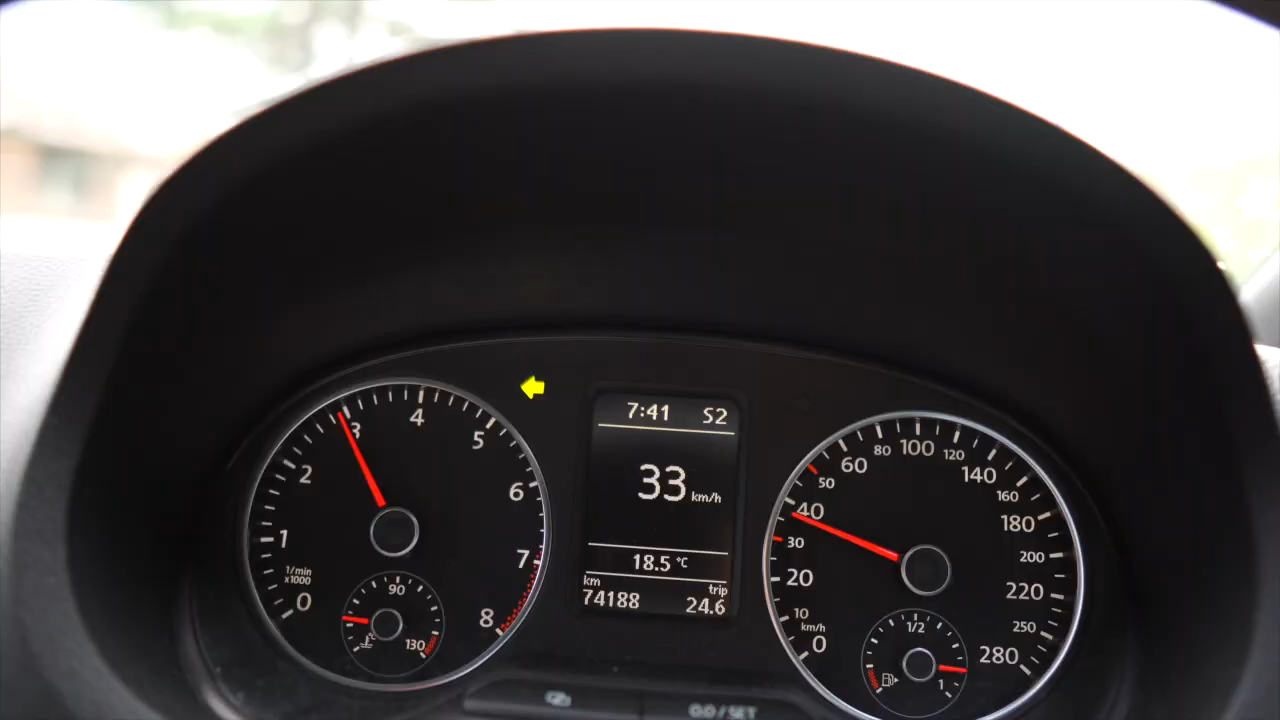 7:41 S2
33 km/h
18.5 °C
km trip
74188 24.6
0 1 2 3 4 5 6 7 8
1/min
x1000
90
130
0 10 20 30 40 50 60 80 100 120 140 160 180 200 220 250 280
km/h
1/2
1
0.0 / SET